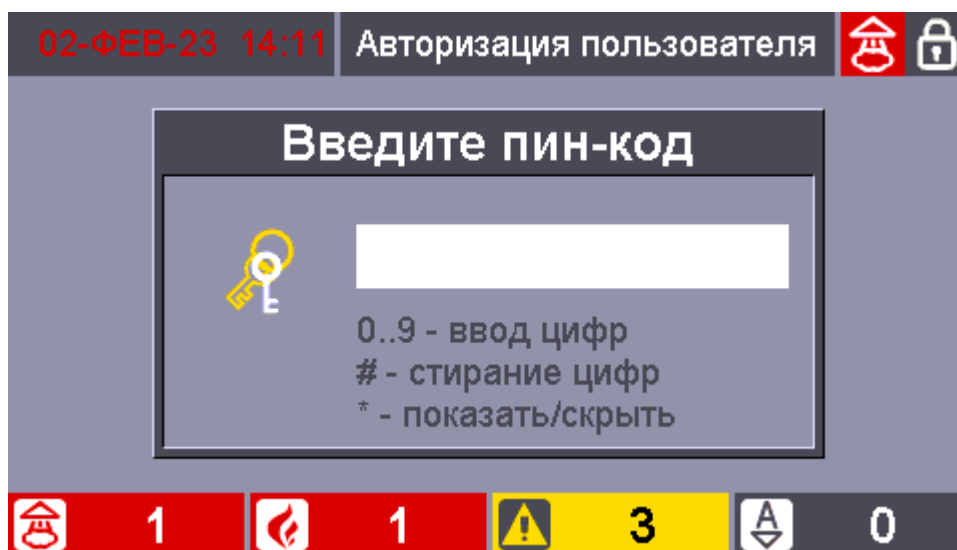 02-ФЕВ-23 14:11 Авторизация пользователя
Введите пин-код
0..9 - ввод цифр
# - стирание цифр
* - показать/скрыть
1 1 3 A 0